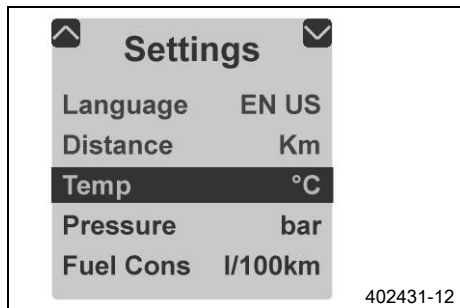 Settings
Language EN US
Distance Km
Temp °C
Pressure bar
Fuel Cons l/100km
402431-12